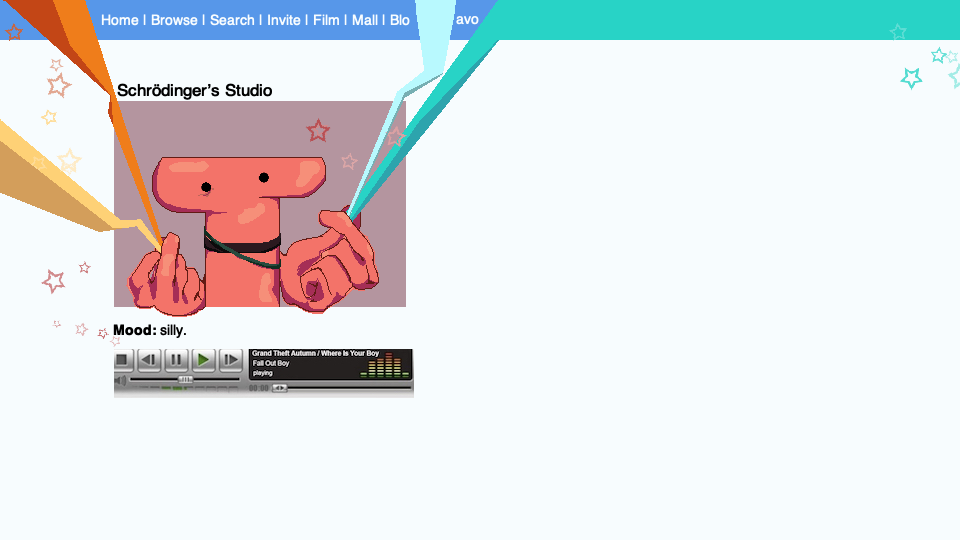 Home | Browse | Search | Invite | Film | Mall | Blo avo
Schrödinger's Studio
Mood: silly.
Grand Theft Autumn / Where Is Your Boy
Fall Out Boy
playing
00:00